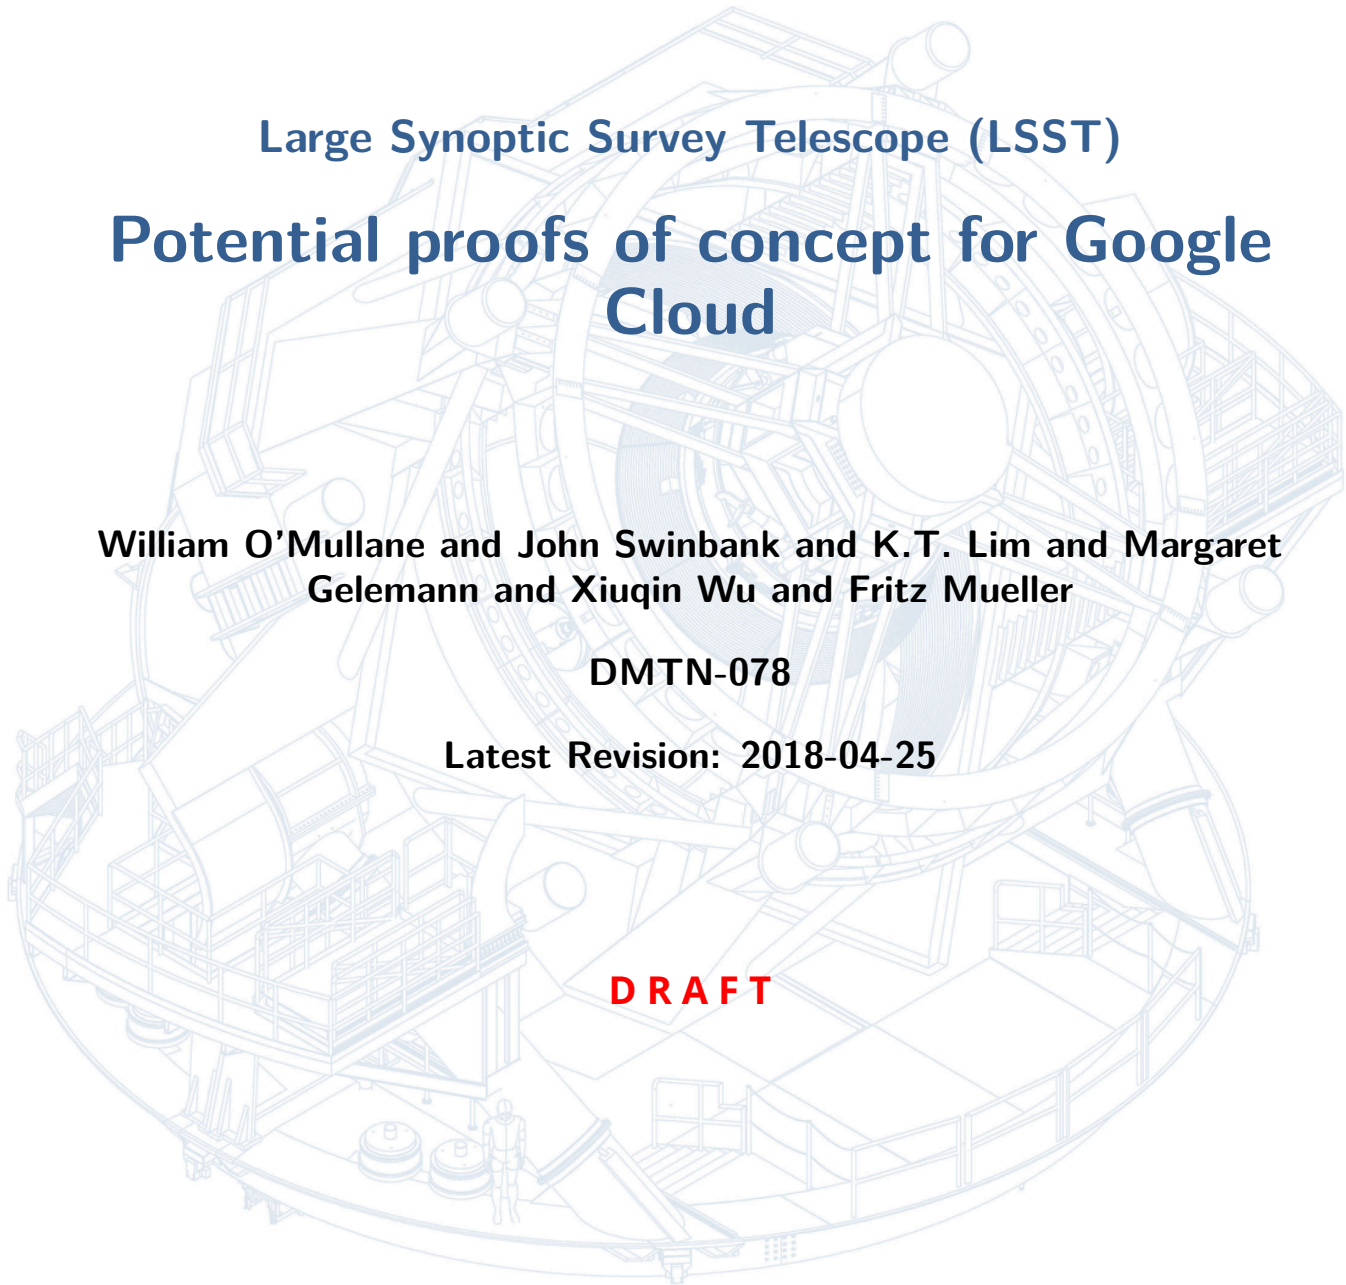 Large Synoptic Survey Telescope (LSST)
Potential proofs of concept for Google
Cloud
William O’Mullane and John Swinbank and K.T. Lim and Margaret
Gelemann and Xiuqin Wu and Fritz Mueller
DMTN-078
Latest Revision: 2018-04-25
D R A F T